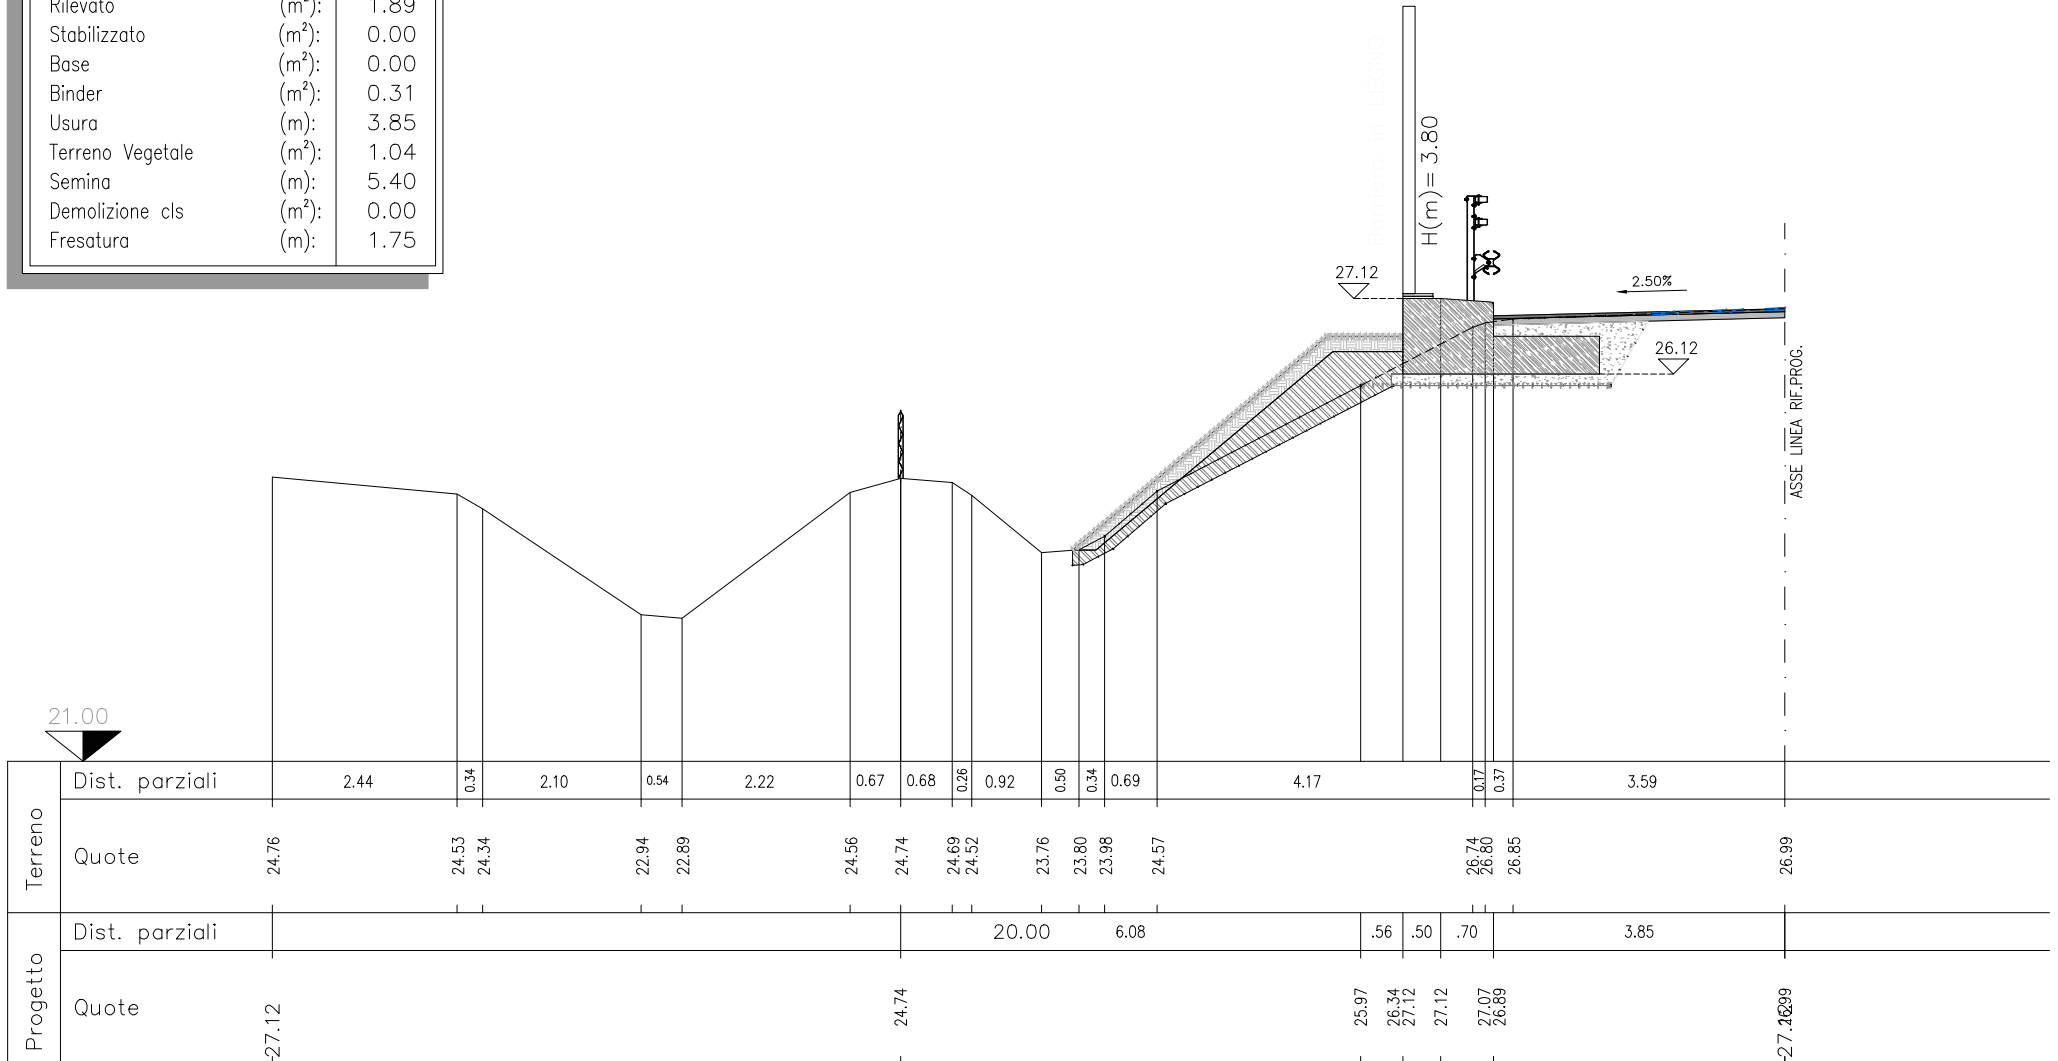 Rilevato (m²): 1.89
Stabilizzato (m²): 0.00
Base (m²): 0.00
Binder (m²): 0.31
Usura (m): 3.85
Terreno Vegetale (m²): 1.04
Semina (m): 5.40
Demolizione cls (m²): 0.00
Fresatura (m): 1.75
H(m)= 3.80
27.12
2.50%
26.12
ASSE LINEA RIF.PROG.
21.00
Terreno
Dist. parziali 2.44 0.34 2.10 0.54 2.22 0.67 0.68 0.26 0.92 0.50 0.34 0.69 4.17 0.17 0.37 3.59
Quote 24.76 24.53 24.34 22.94 22.89 24.56 24.74 24.69 24.52 23.76 23.80 23.98 24.57 26.74 26.80 26.85 26.99
Progetto
Dist. parziali 20.00 6.08 .56 .50 .70 3.85
Quote 27.12 24.74 25.97 26.34 27.12 27.12 27.07 26.89